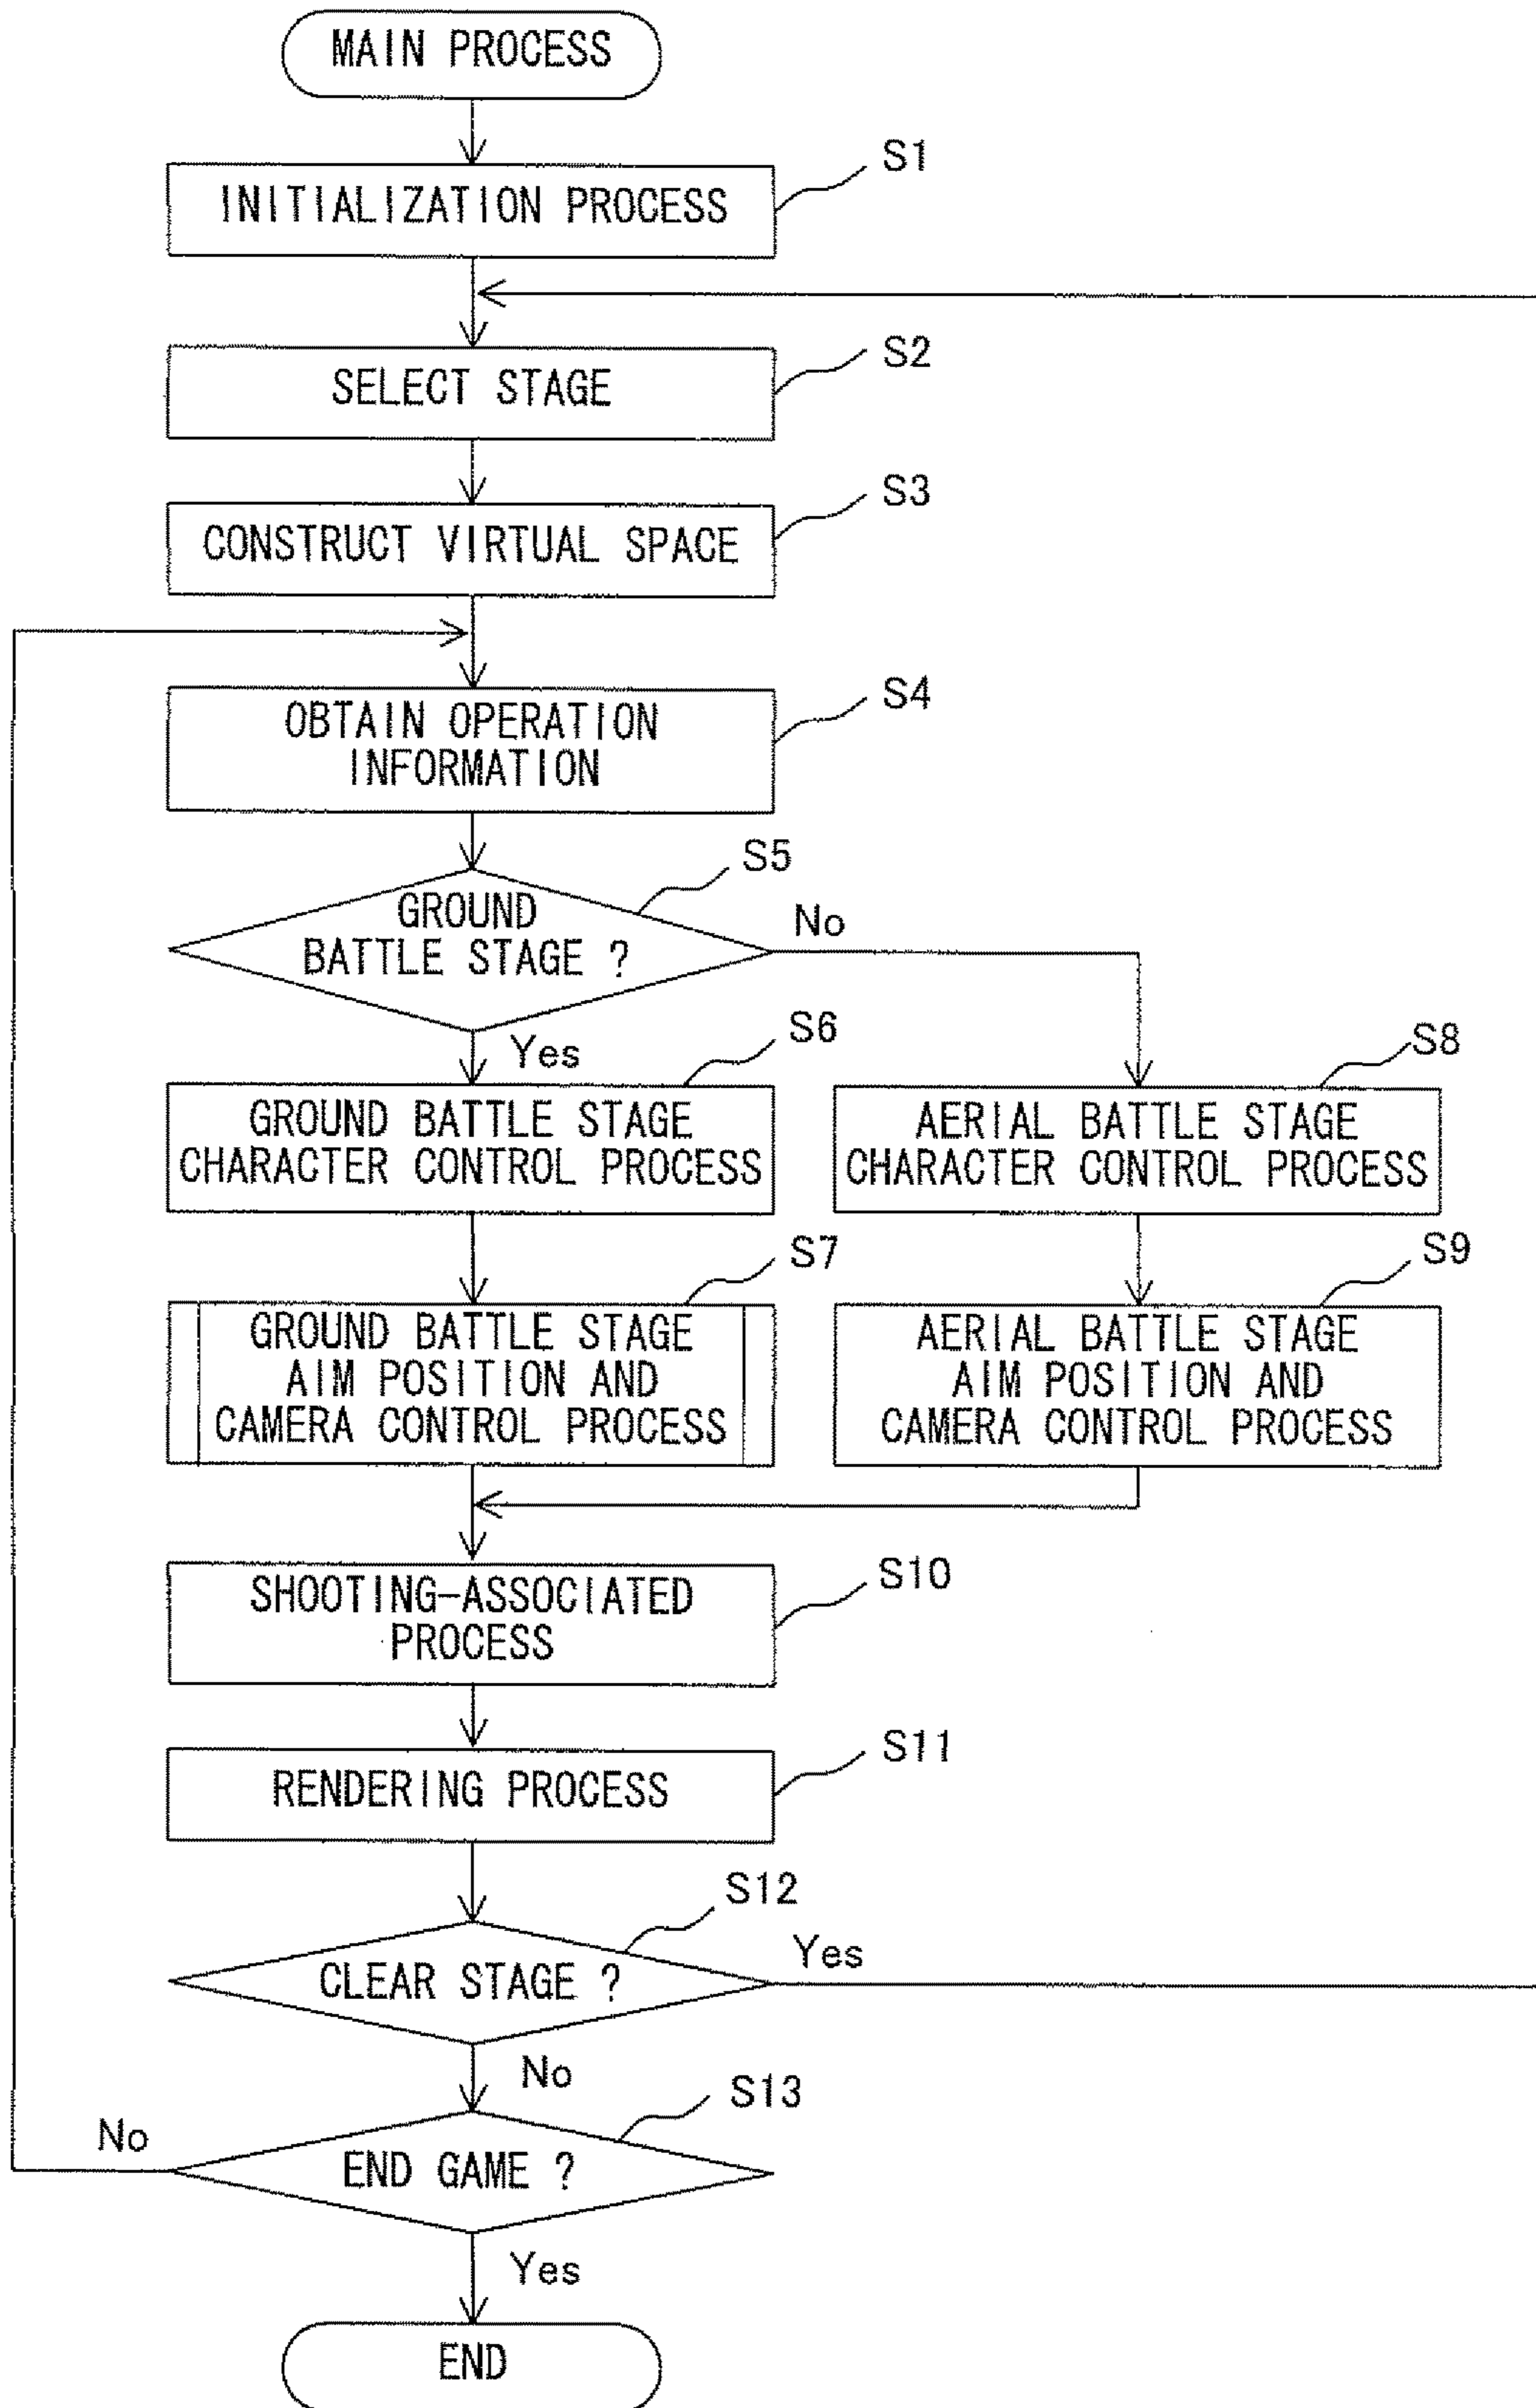 MAIN PROCESS
S1
INITIALIZATION PROCESS
S2
SELECT STAGE
S3
CONSTRUCT VIRTUAL SPACE
S4
OBTAIN OPERATION
INFORMATION
S5
GROUND
BATTLE STAGE ?
No
Yes
S6
GROUND BATTLE STAGE
CHARACTER CONTROL PROCESS
S8
AERIAL BATTLE STAGE
CHARACTER CONTROL PROCESS
S7
GROUND BATTLE STAGE
AIM POSITION AND
CAMERA CONTROL PROCESS
S9
AERIAL BATTLE STAGE
AIM POSITION AND
CAMERA CONTROL PROCESS
S10
SHOOTING-ASSOCIATED
PROCESS
S11
RENDERING PROCESS
S12
CLEAR STAGE ?
Yes
No
S13
END GAME ?
No
Yes
END